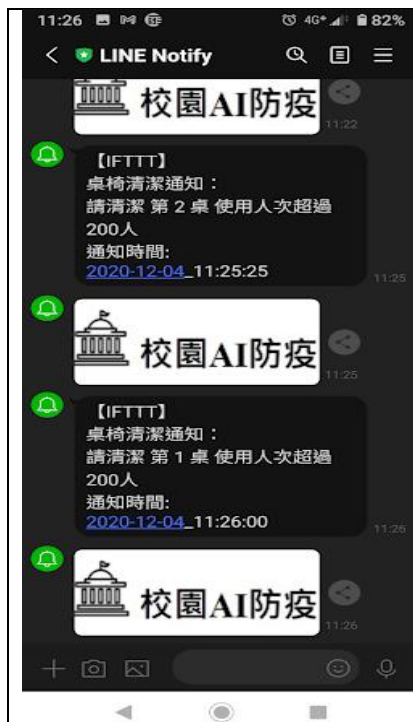 11:26
4G+ 82%
LINE Notify
校園AI防疫
11:22
【IFTTT】
桌椅清潔通知：
請清潔 第 2 桌 使用人次超過
200人
通知時間:
2020-12-04_11:25:25
11:25
校園AI防疫
11:25
【IFTTT】
桌椅清潔通知：
請清潔 第 1 桌 使用人次超過
200人
通知時間:
2020-12-04_11:26:00
11:26
校園AI防疫
11:26